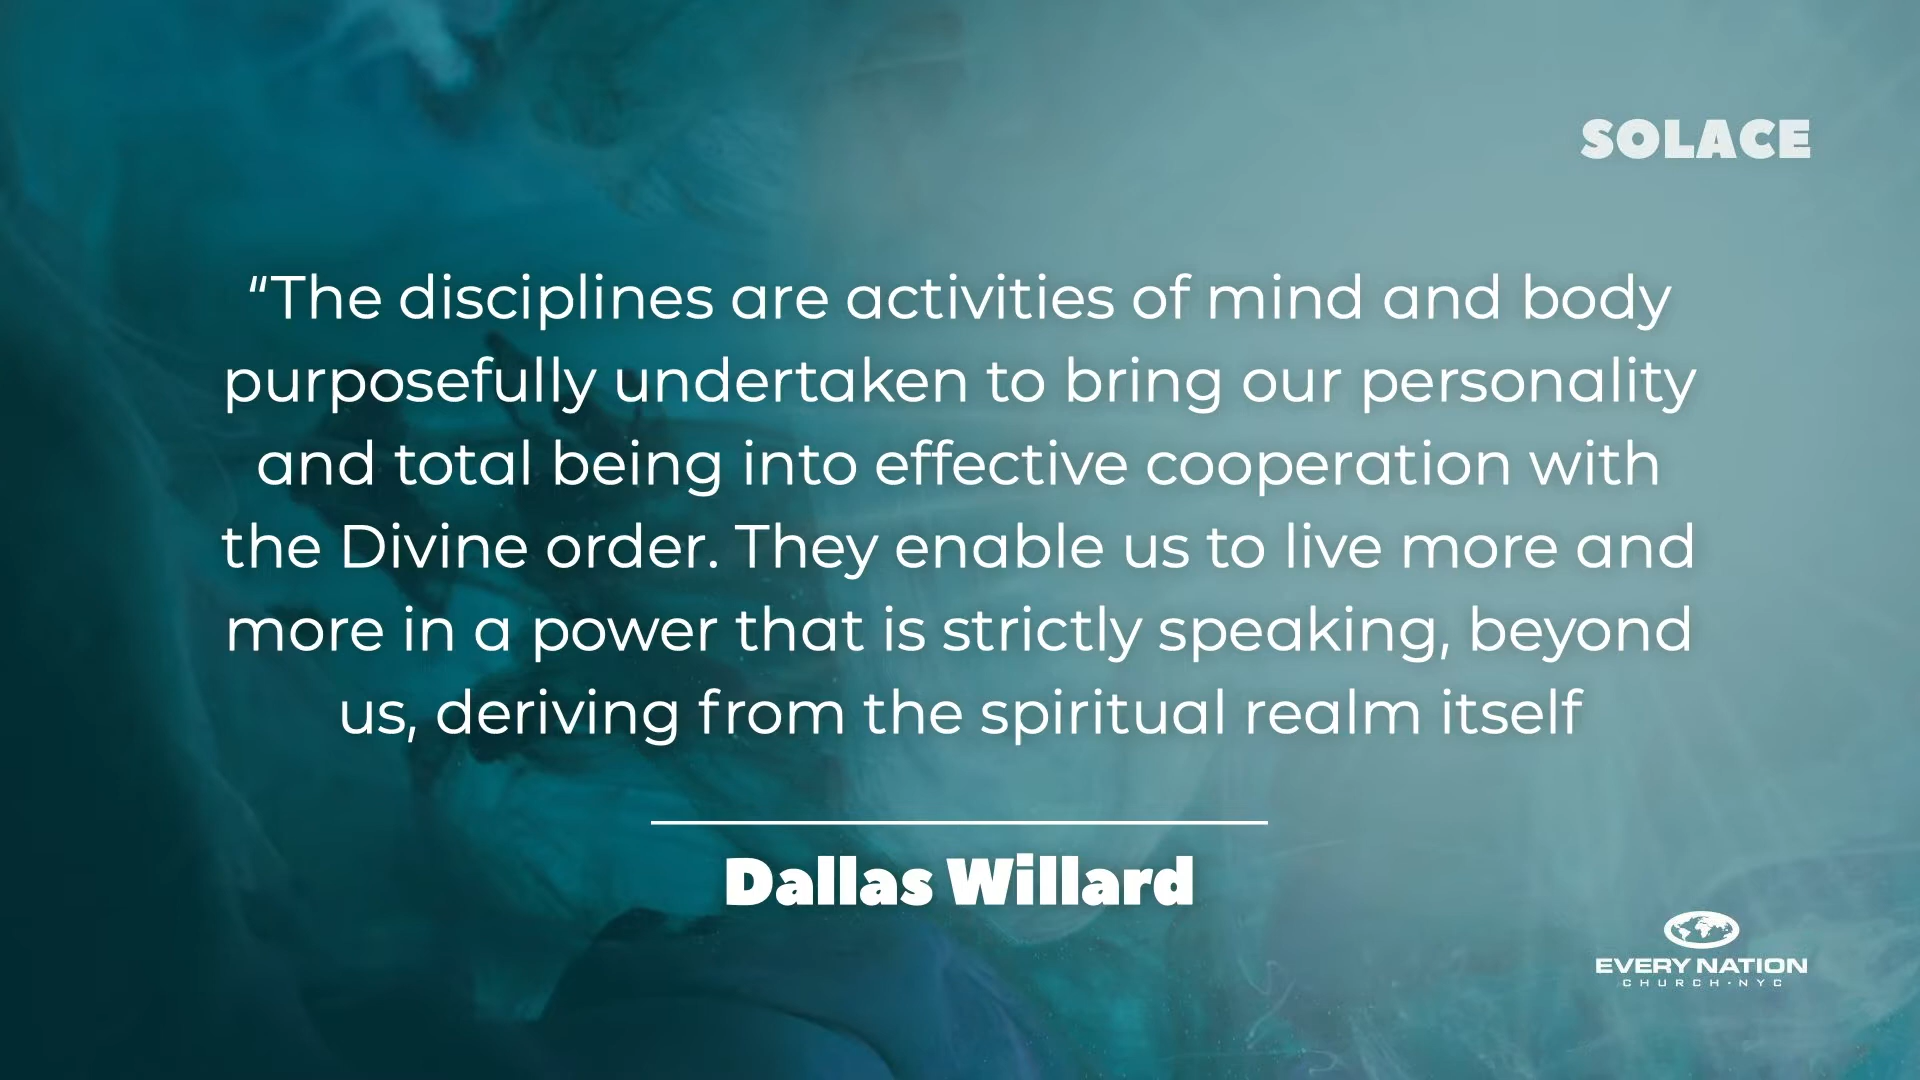 SOLACE
“The disciplines are activities of mind and body
purposefully undertaken to bring our personality
and total being into effective cooperation with
the Divine order. They enable us to live more and
more in a power that is strictly speaking, beyond
us, deriving from the spiritual realm itself
Dallas Willard
EVERY NATION
CHURCH·NYC